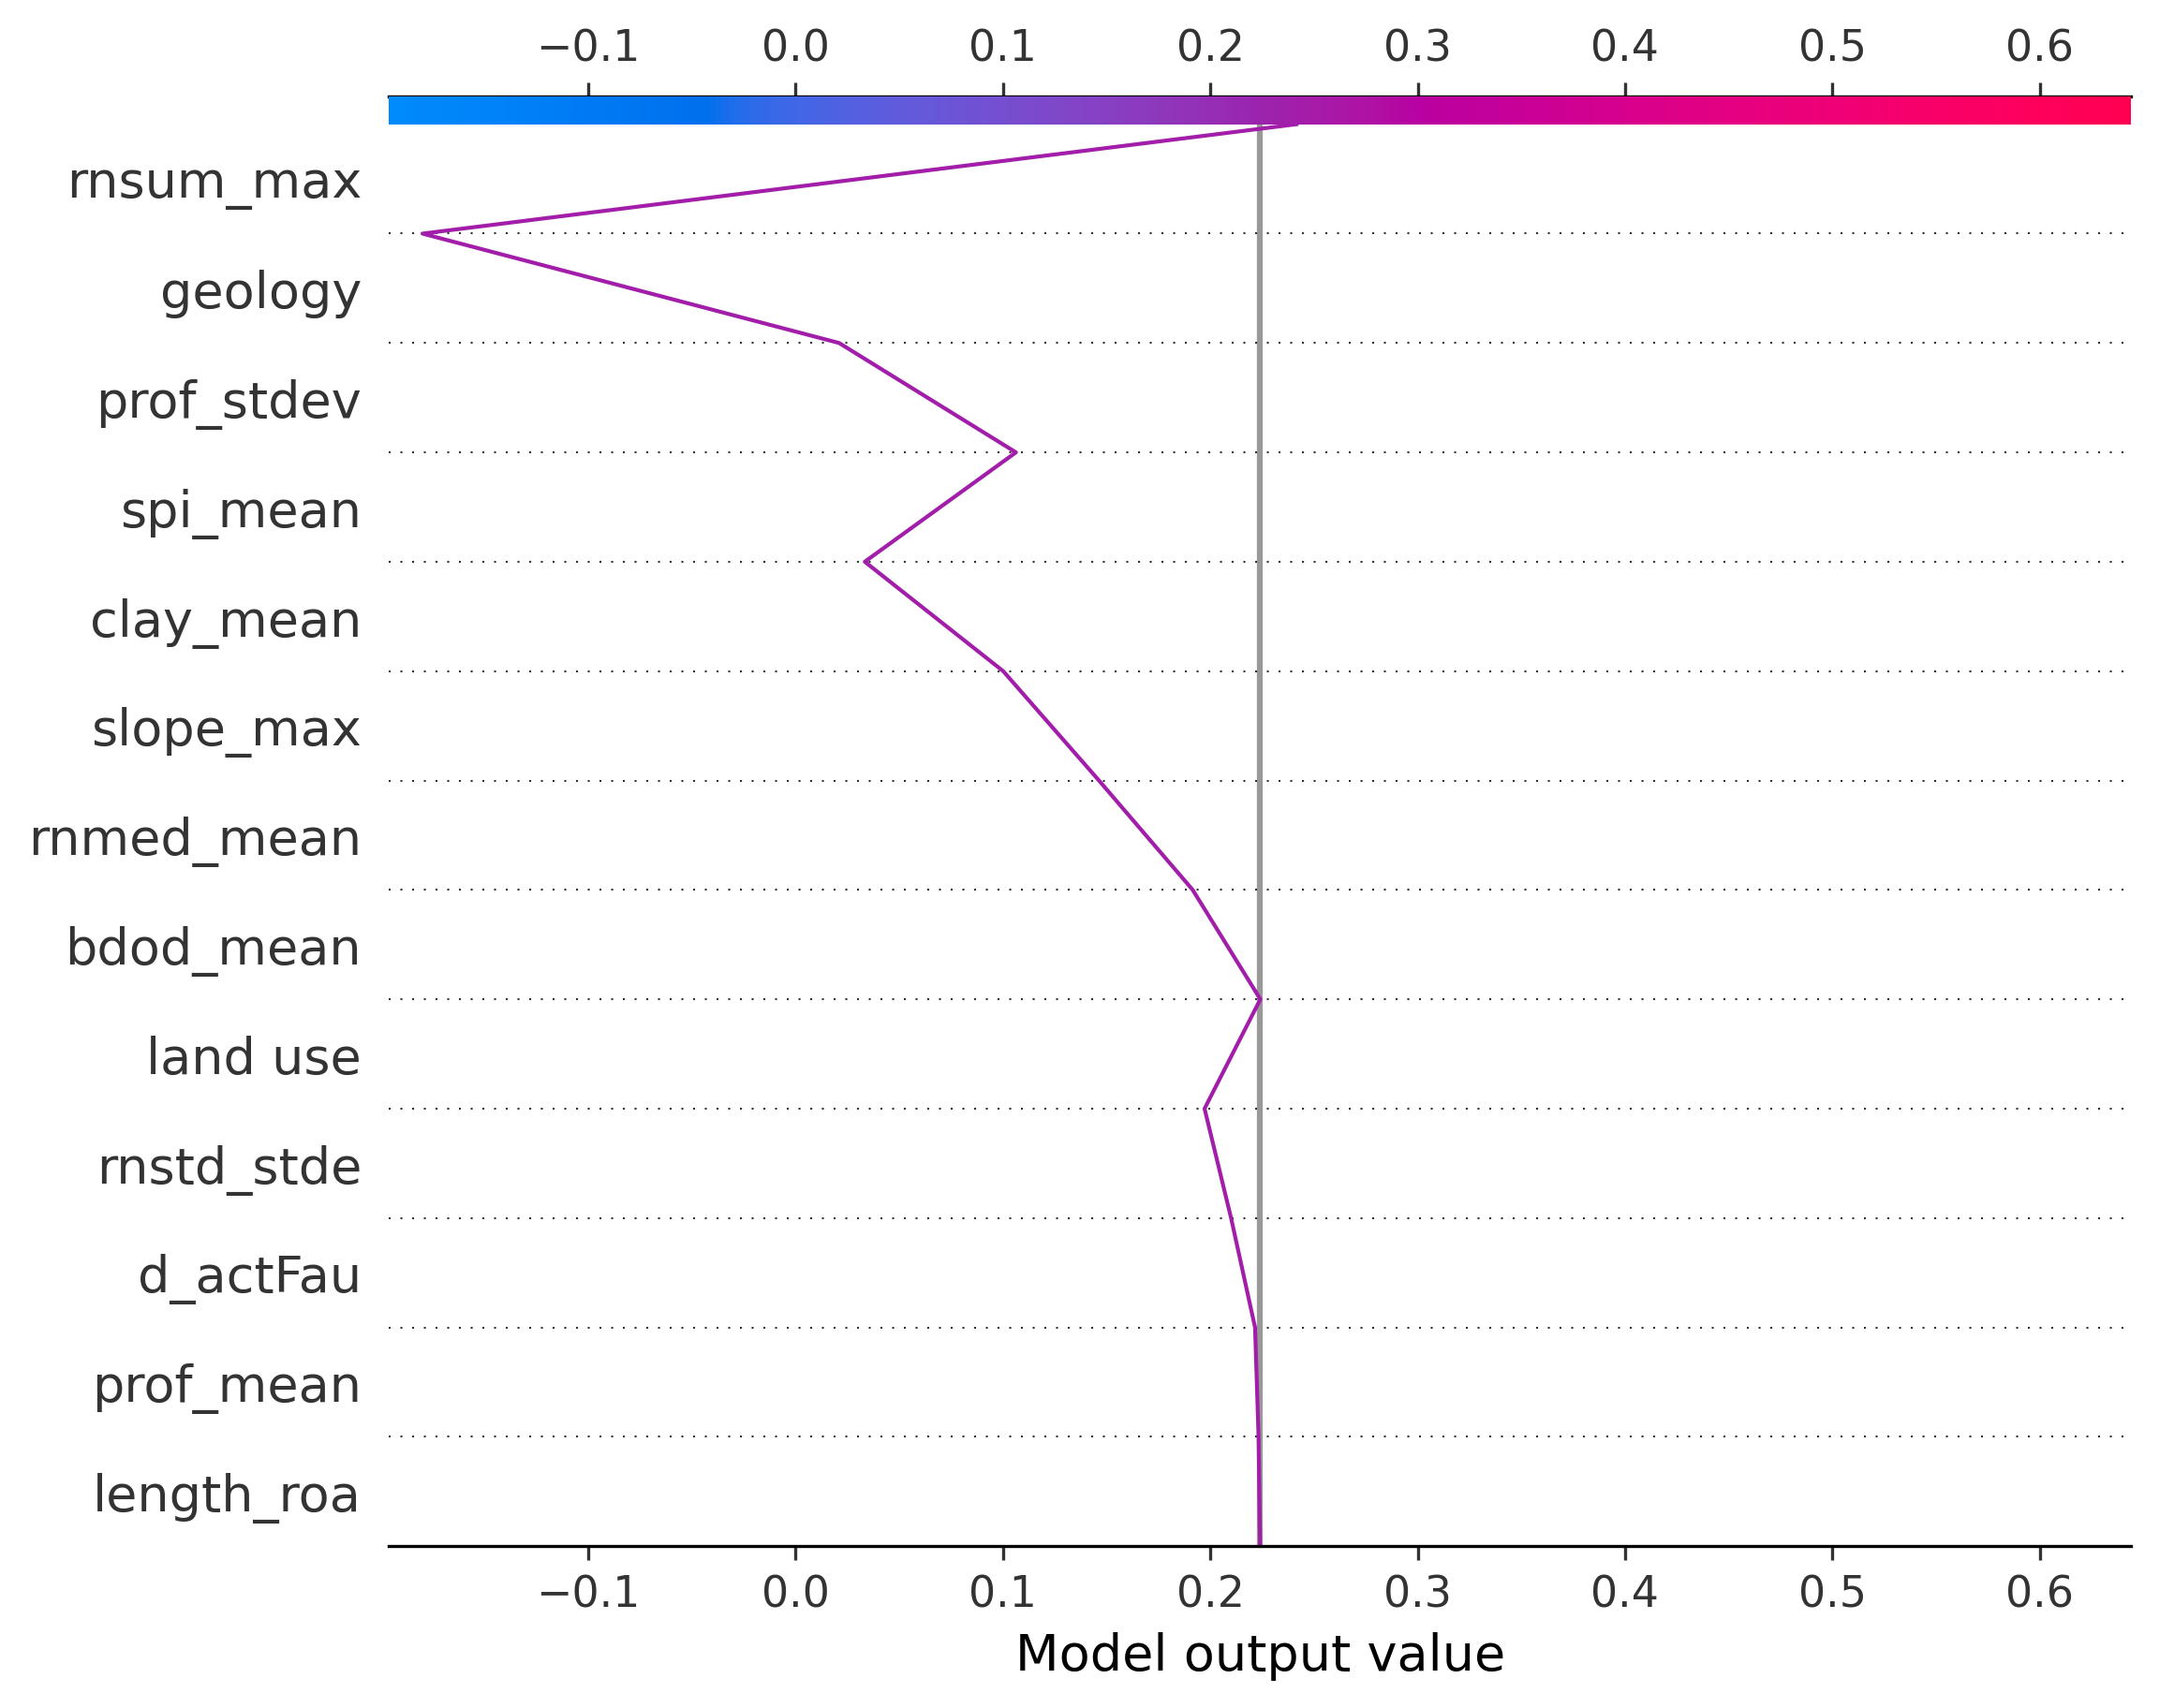 −0.1 0.0 0.1 0.2 0.3 0.4 0.5 0.6
rnsum_max
geology
prof_stdev
spi_mean
clay_mean
slope_max
rnmed_mean
bdod_mean
land use
rnstd_stde
d_actFau
prof_mean
length_roa
−0.1 0.0 0.1 0.2 0.3 0.4 0.5 0.6
Model output value